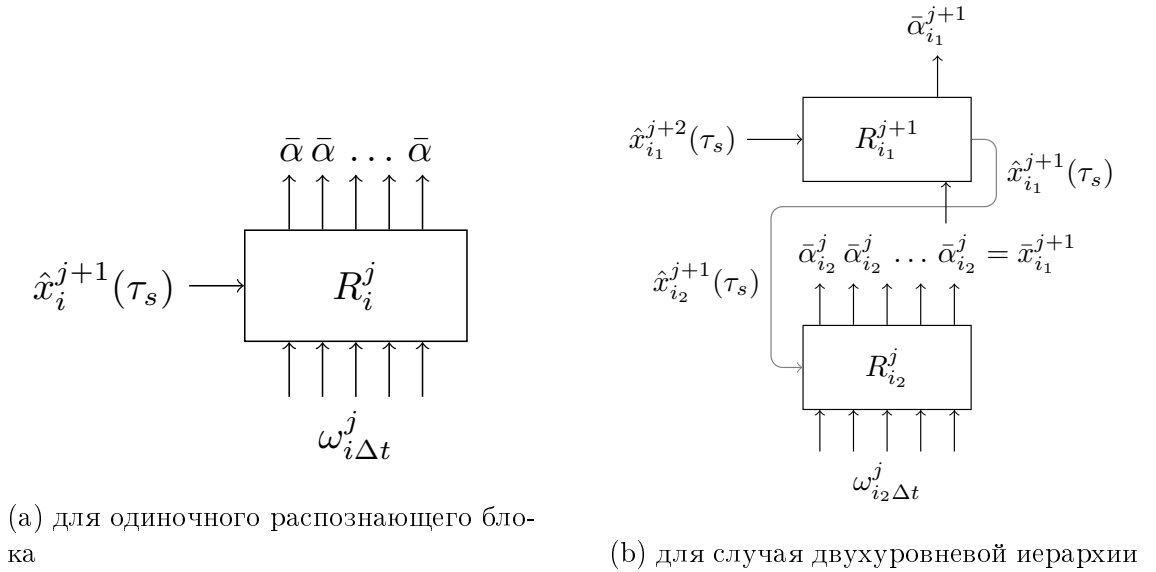 ᾱ ᾱ … ᾱ
x̂_i^{j+1}(τ_s)
R_i^j
ω_{iΔt}^j
(a) для одиночного распознающего бло-
ка
ᾱ_{i_1}^{j+1}
x̂_{i_1}^{j+2}(τ_s)
R_{i_1}^{j+1}
x̂_{i_1}^{j+1}(τ_s)
ᾱ_{i_2}^j ᾱ_{i_2}^j … ᾱ_{i_2}^j = x̄_{i_1}^{j+1}
x̂_{i_2}^{j+1}(τ_s)
R_{i_2}^j
ω_{i_2Δt}^j
(b) для случая двухуровневой иерархии